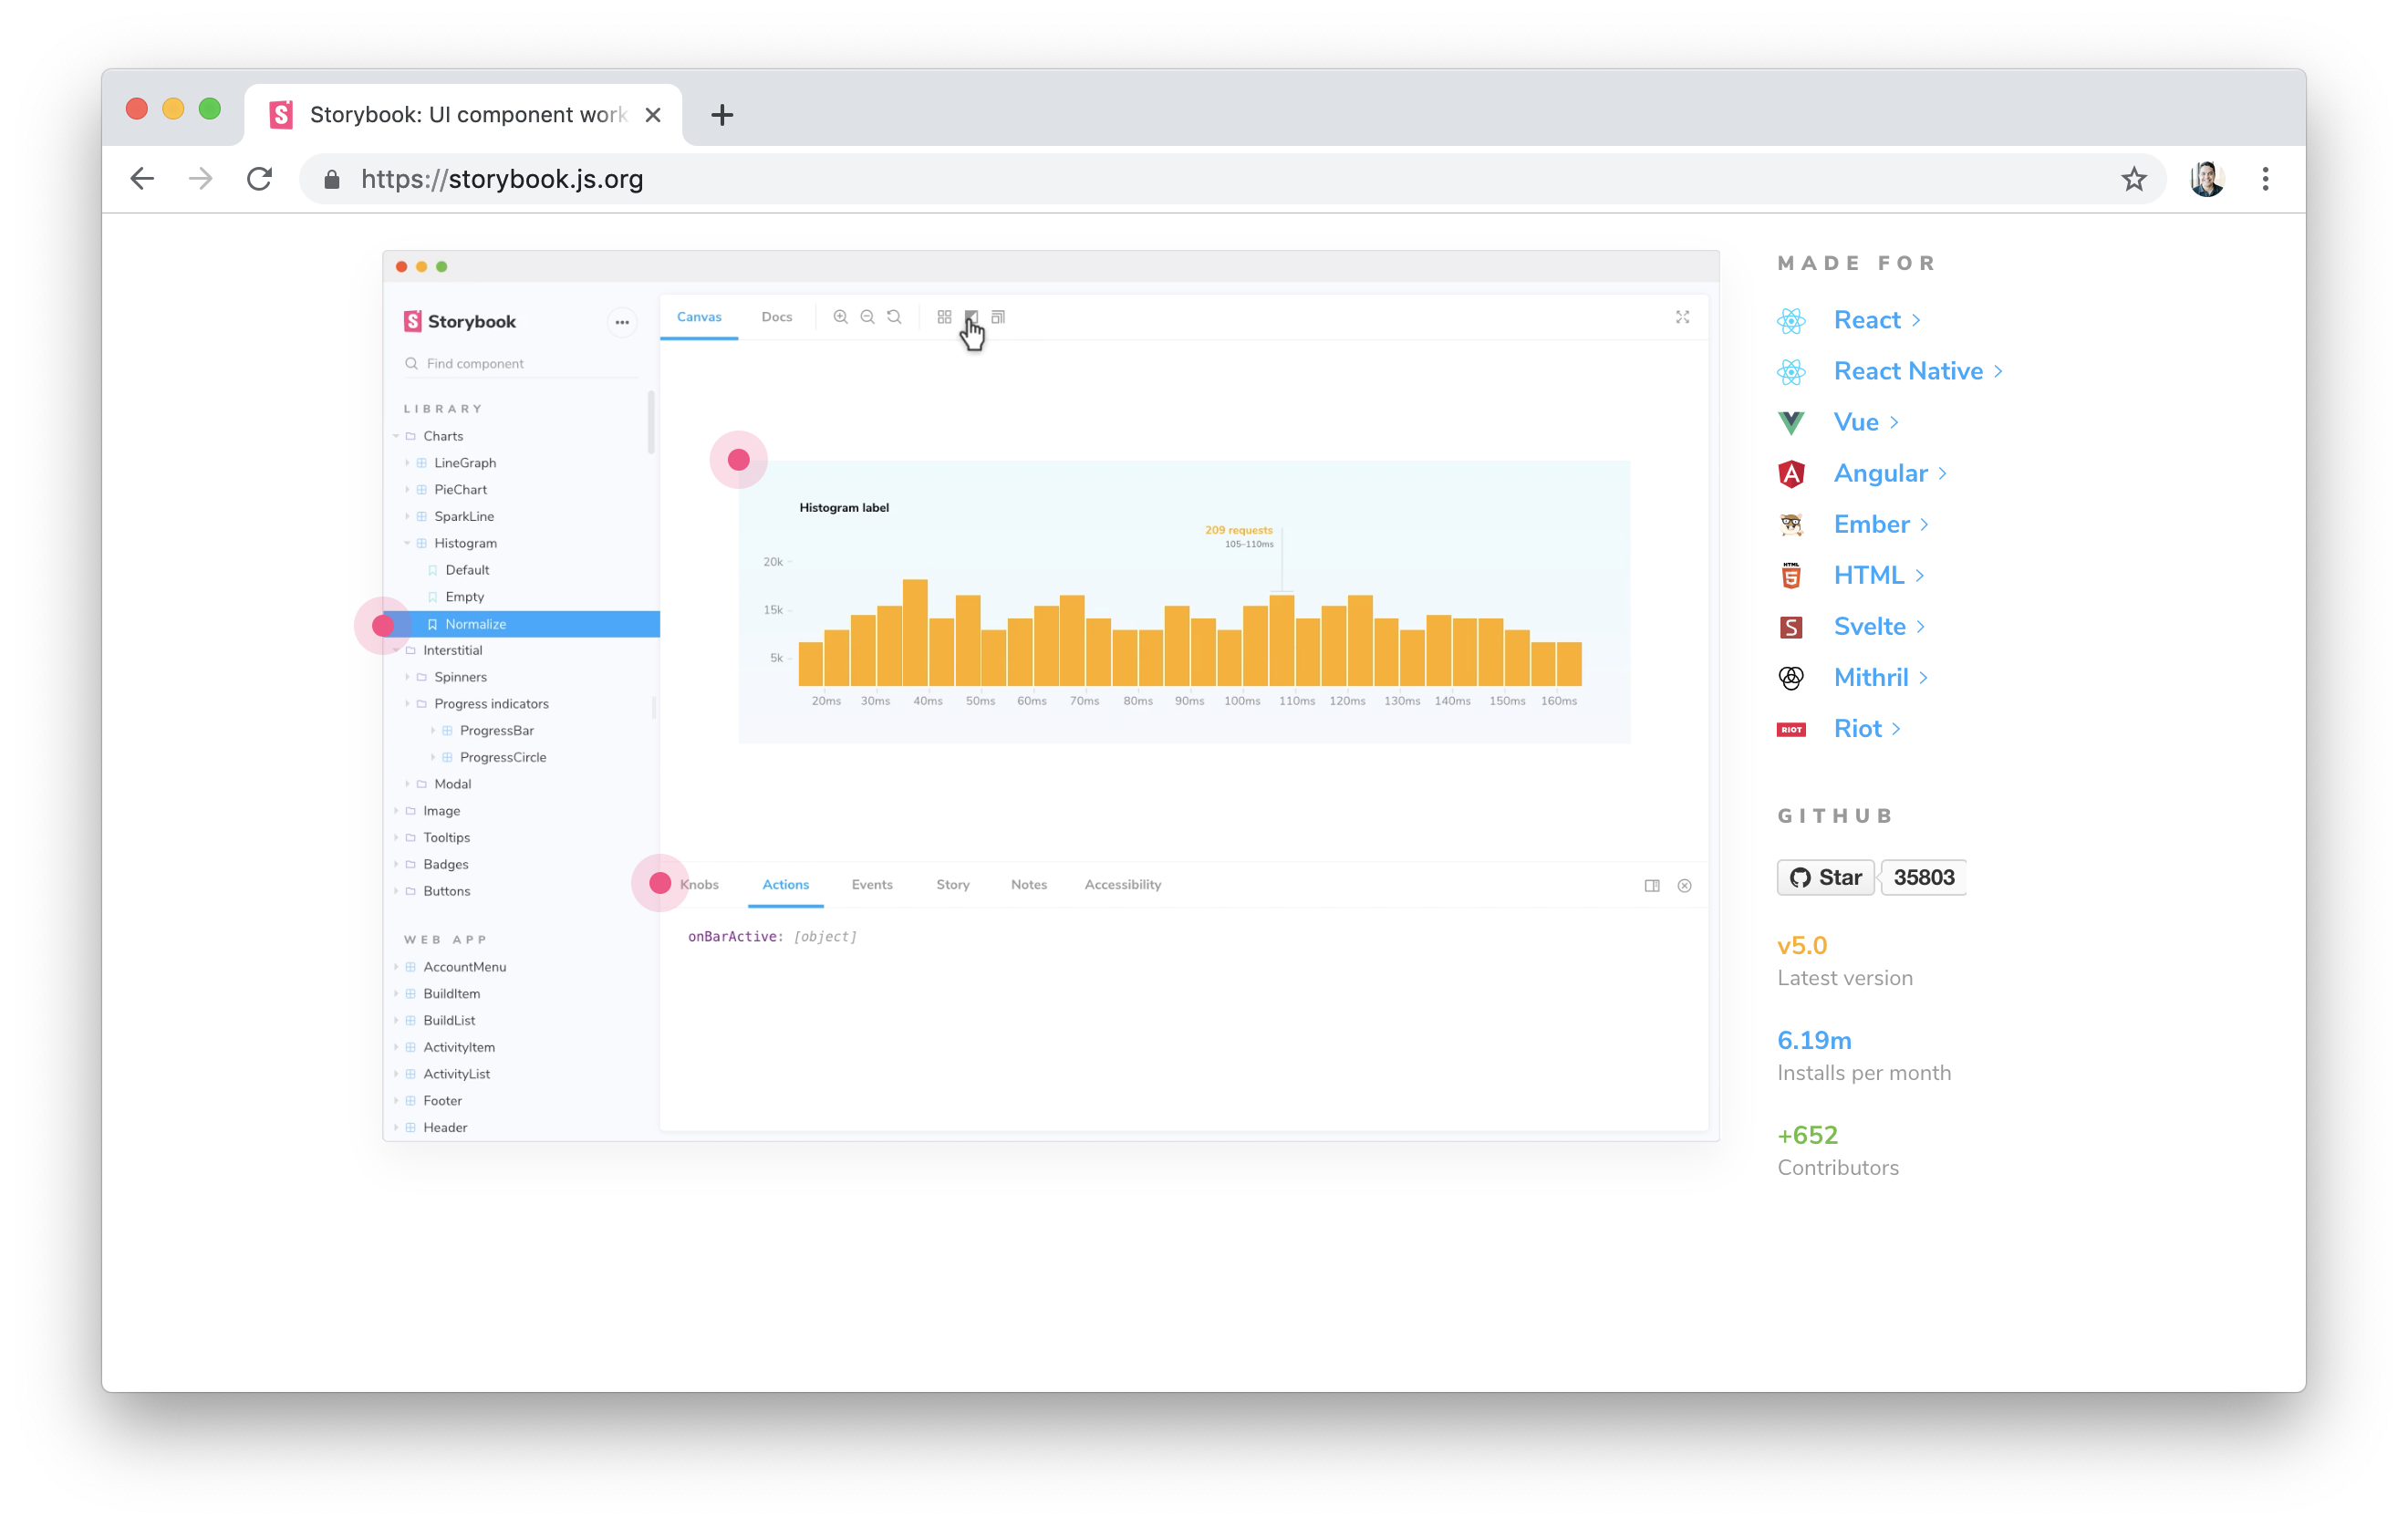 Storybook: UI component work
https://storybook.js.org
Storybook
Find component
LIBRARY
Charts
LineGraph
PieChart
SparkLine
Histogram
Default
Empty
Normalize
Interstitial
Spinners
Progress indicators
ProgressBar
ProgressCircle
Modal
Image
Tooltips
Badges
Buttons
WEB APP
AccountMenu
BuildItem
BuildList
ActivityItem
ActivityList
Footer
Header
Canvas Docs
Histogram label
209 requests
105-110ms
20k
15k
5k
20ms 30ms 40ms 50ms 60ms 70ms 80ms 90ms 100ms 110ms 120ms 130ms 140ms 150ms 160ms
Knobs Actions Events Story Notes Accessibility
onBarActive: [object]
MADE FOR
React
React Native
Vue
Angular
Ember
HTML
Svelte
Mithril
RIOT Riot
GITHUB
Star 35803
v5.0
Latest version
6.19m
Installs per month
+652
Contributors